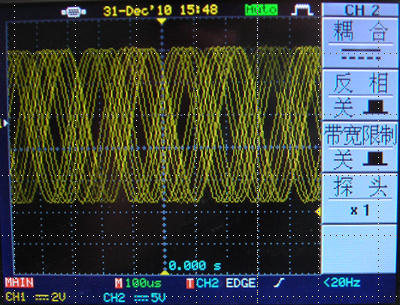 31-Dec'10 15:48 Auto CH 2
耦 合
反 相
关
带宽限制
关
探 头
x 1
0.000 s
MAIN M 100us T CH2 EDGE <20Hz
CH1 2V CH2 5V